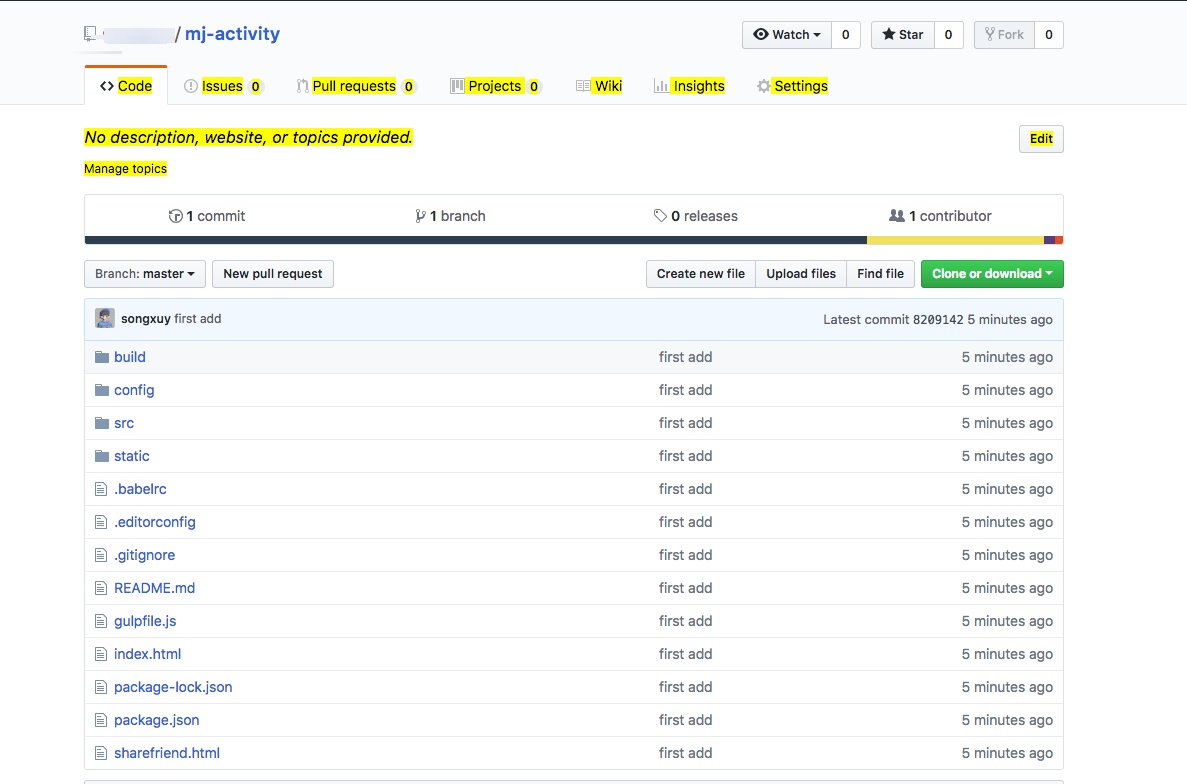 / mj-activity
Watch 0 Star 0 Fork 0
Code Issues 0 Pull requests 0 Projects 0 Wiki Insights Settings
No description, website, or topics provided. Edit
Manage topics
1 commit 1 branch 0 releases 1 contributor
Branch: master New pull request Create new file Upload files Find file Clone or download
songxuy first add Latest commit 8209142 5 minutes ago
build first add 5 minutes ago
config first add 5 minutes ago
src first add 5 minutes ago
static first add 5 minutes ago
.babelrc first add 5 minutes ago
.editorconfig first add 5 minutes ago
.gitignore first add 5 minutes ago
README.md first add 5 minutes ago
gulpfile.js first add 5 minutes ago
index.html first add 5 minutes ago
package-lock.json first add 5 minutes ago
package.json first add 5 minutes ago
sharefriend.html first add 5 minutes ago